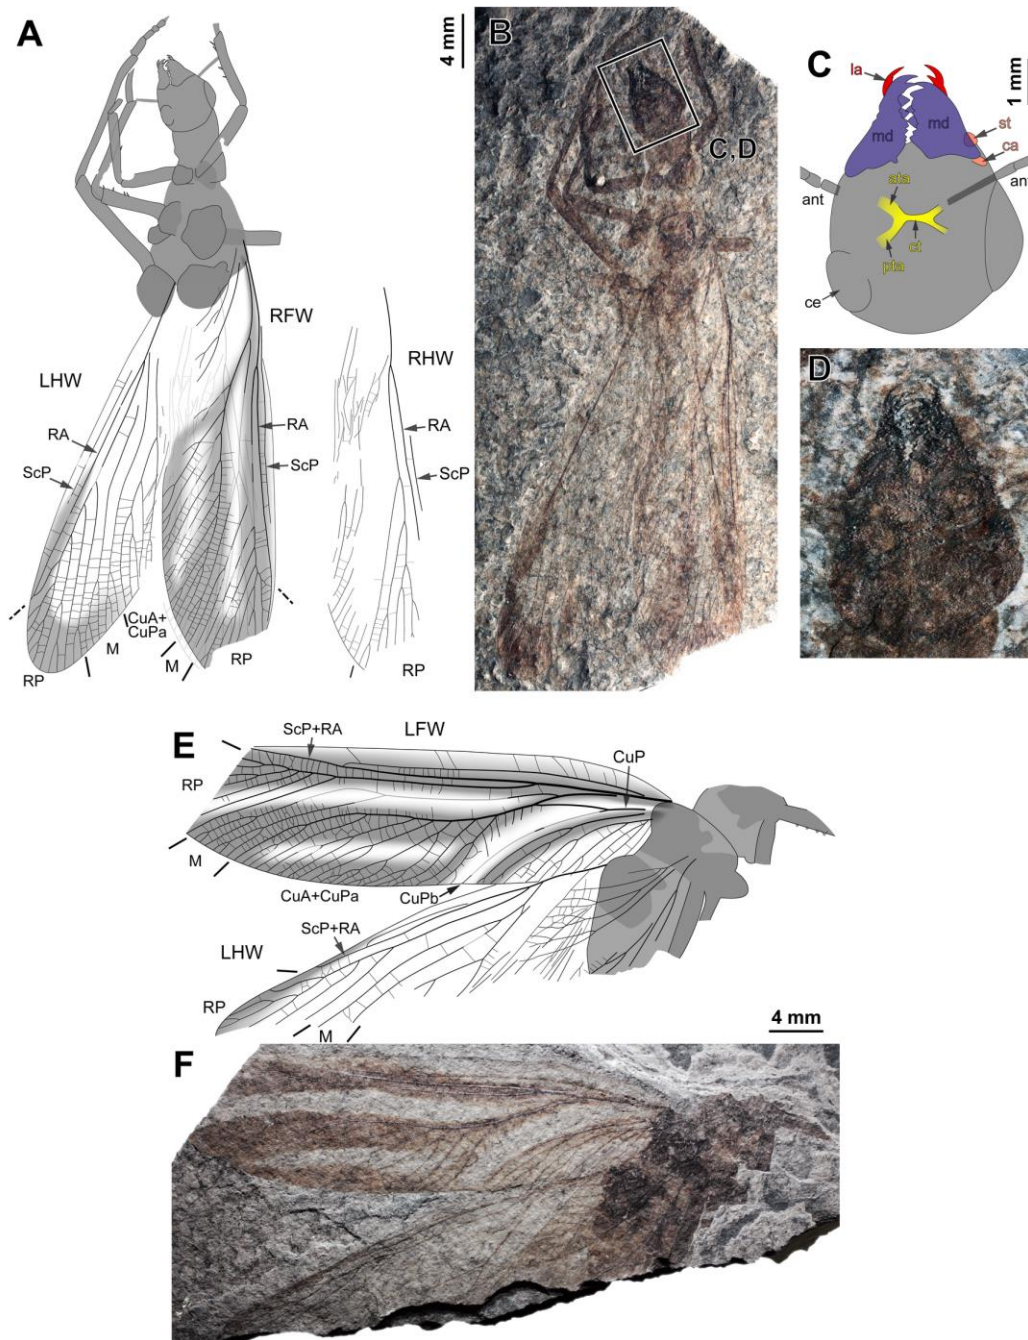 A
4 mm
B
C
la
1 mm
md
md
st
ca
ant
ant
ata
ct
pta
ce
C,D
RFW
LHW
RHW
RA
RA
RA
ScP
ScP
ScP
D
CuA+
CuPa
M
M
RP
RP
RP
E
ScP+RA
LFW
CuP
RP
M
CuA+CuPa
CuPb
ScP+RA
LHW
RP
M
4 mm
F